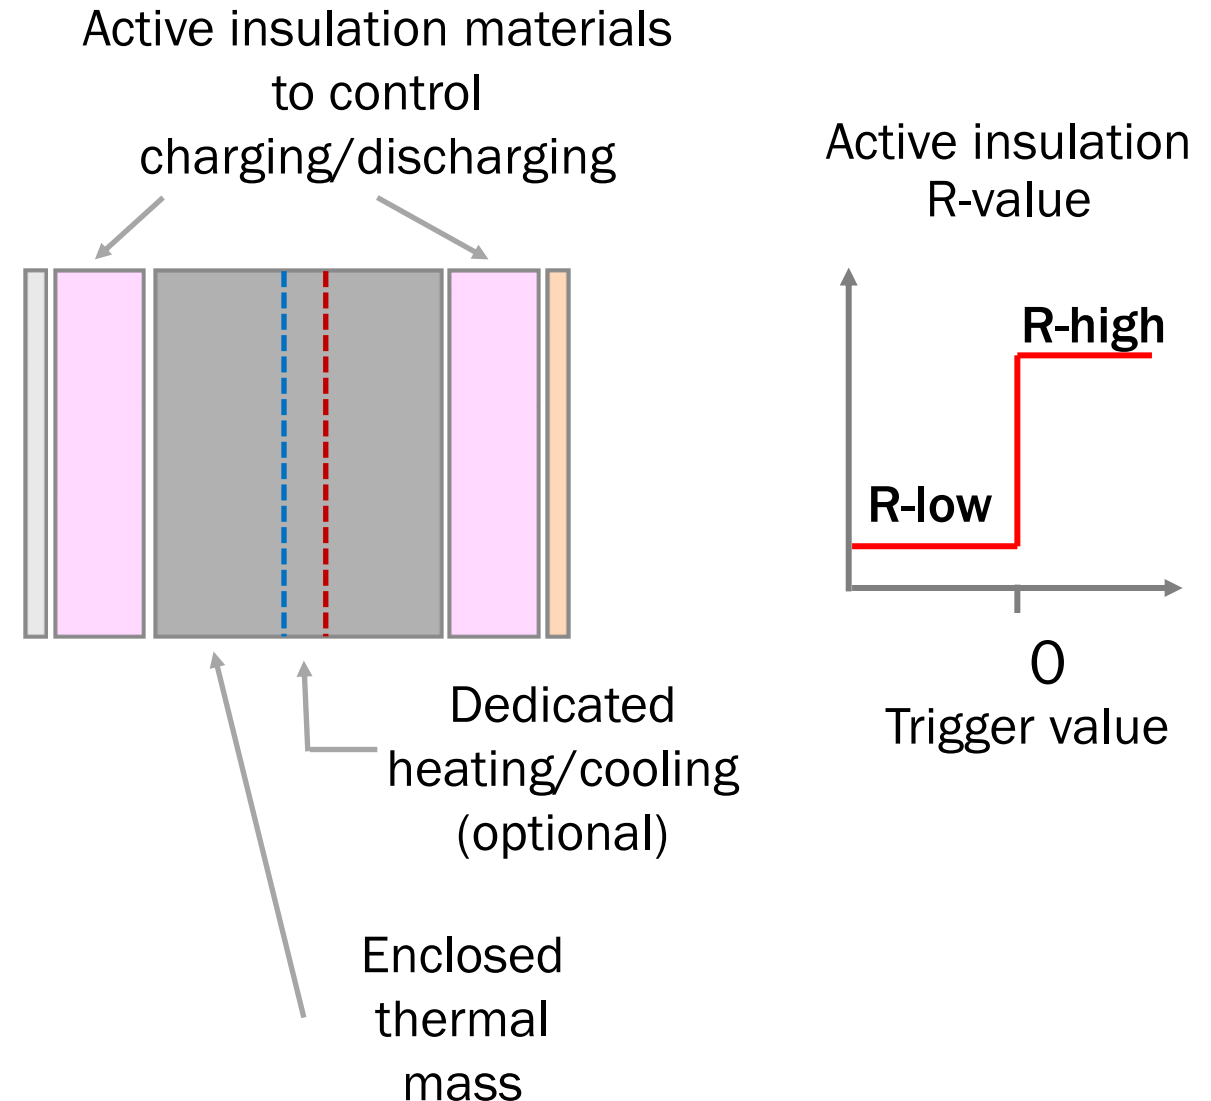 Active insulation materials
to control
charging/discharging
Active insulation
R-value
R-high
R-low
0
Trigger value
Dedicated
heating/cooling
(optional)
Enclosed
thermal
mass